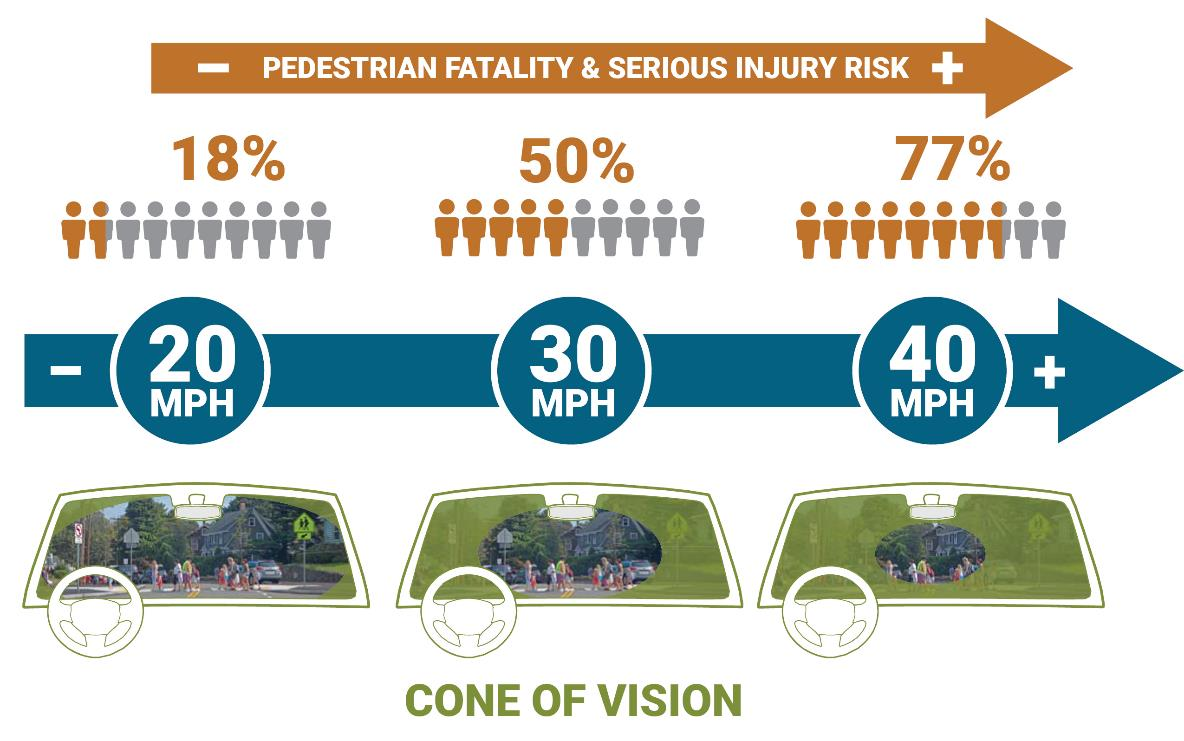 – PEDESTRIAN FATALITY & SERIOUS INJURY RISK +
18%
50%
77%
– 20 MPH
30 MPH
40 MPH +
CONE OF VISION